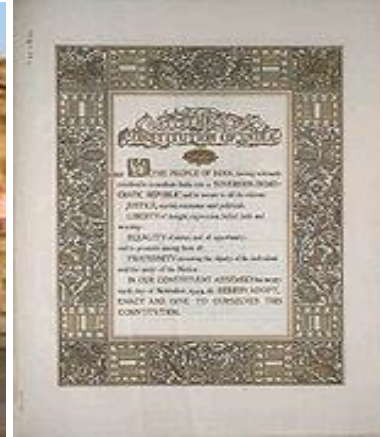 CONSTITUTION OF INDIA
WE, THE PEOPLE OF INDIA, having solemnly
resolved to constitute India into a SOVEREIGN DEMO-
CRATIC REPUBLIC and to secure to all its citizens:
JUSTICE, social, economic and political;
LIBERTY of thought, expression, belief, faith and
worship;
EQUALITY of status and of opportunity;
and to promote among them all
FRATERNITY assuring the dignity of the individual
and the unity of the Nation;
IN OUR CONSTITUENT ASSEMBLY this twenty-
sixth day of November, 1949, do HEREBY ADOPT,
ENACT AND GIVE TO OURSELVES THIS
CONSTITUTION.